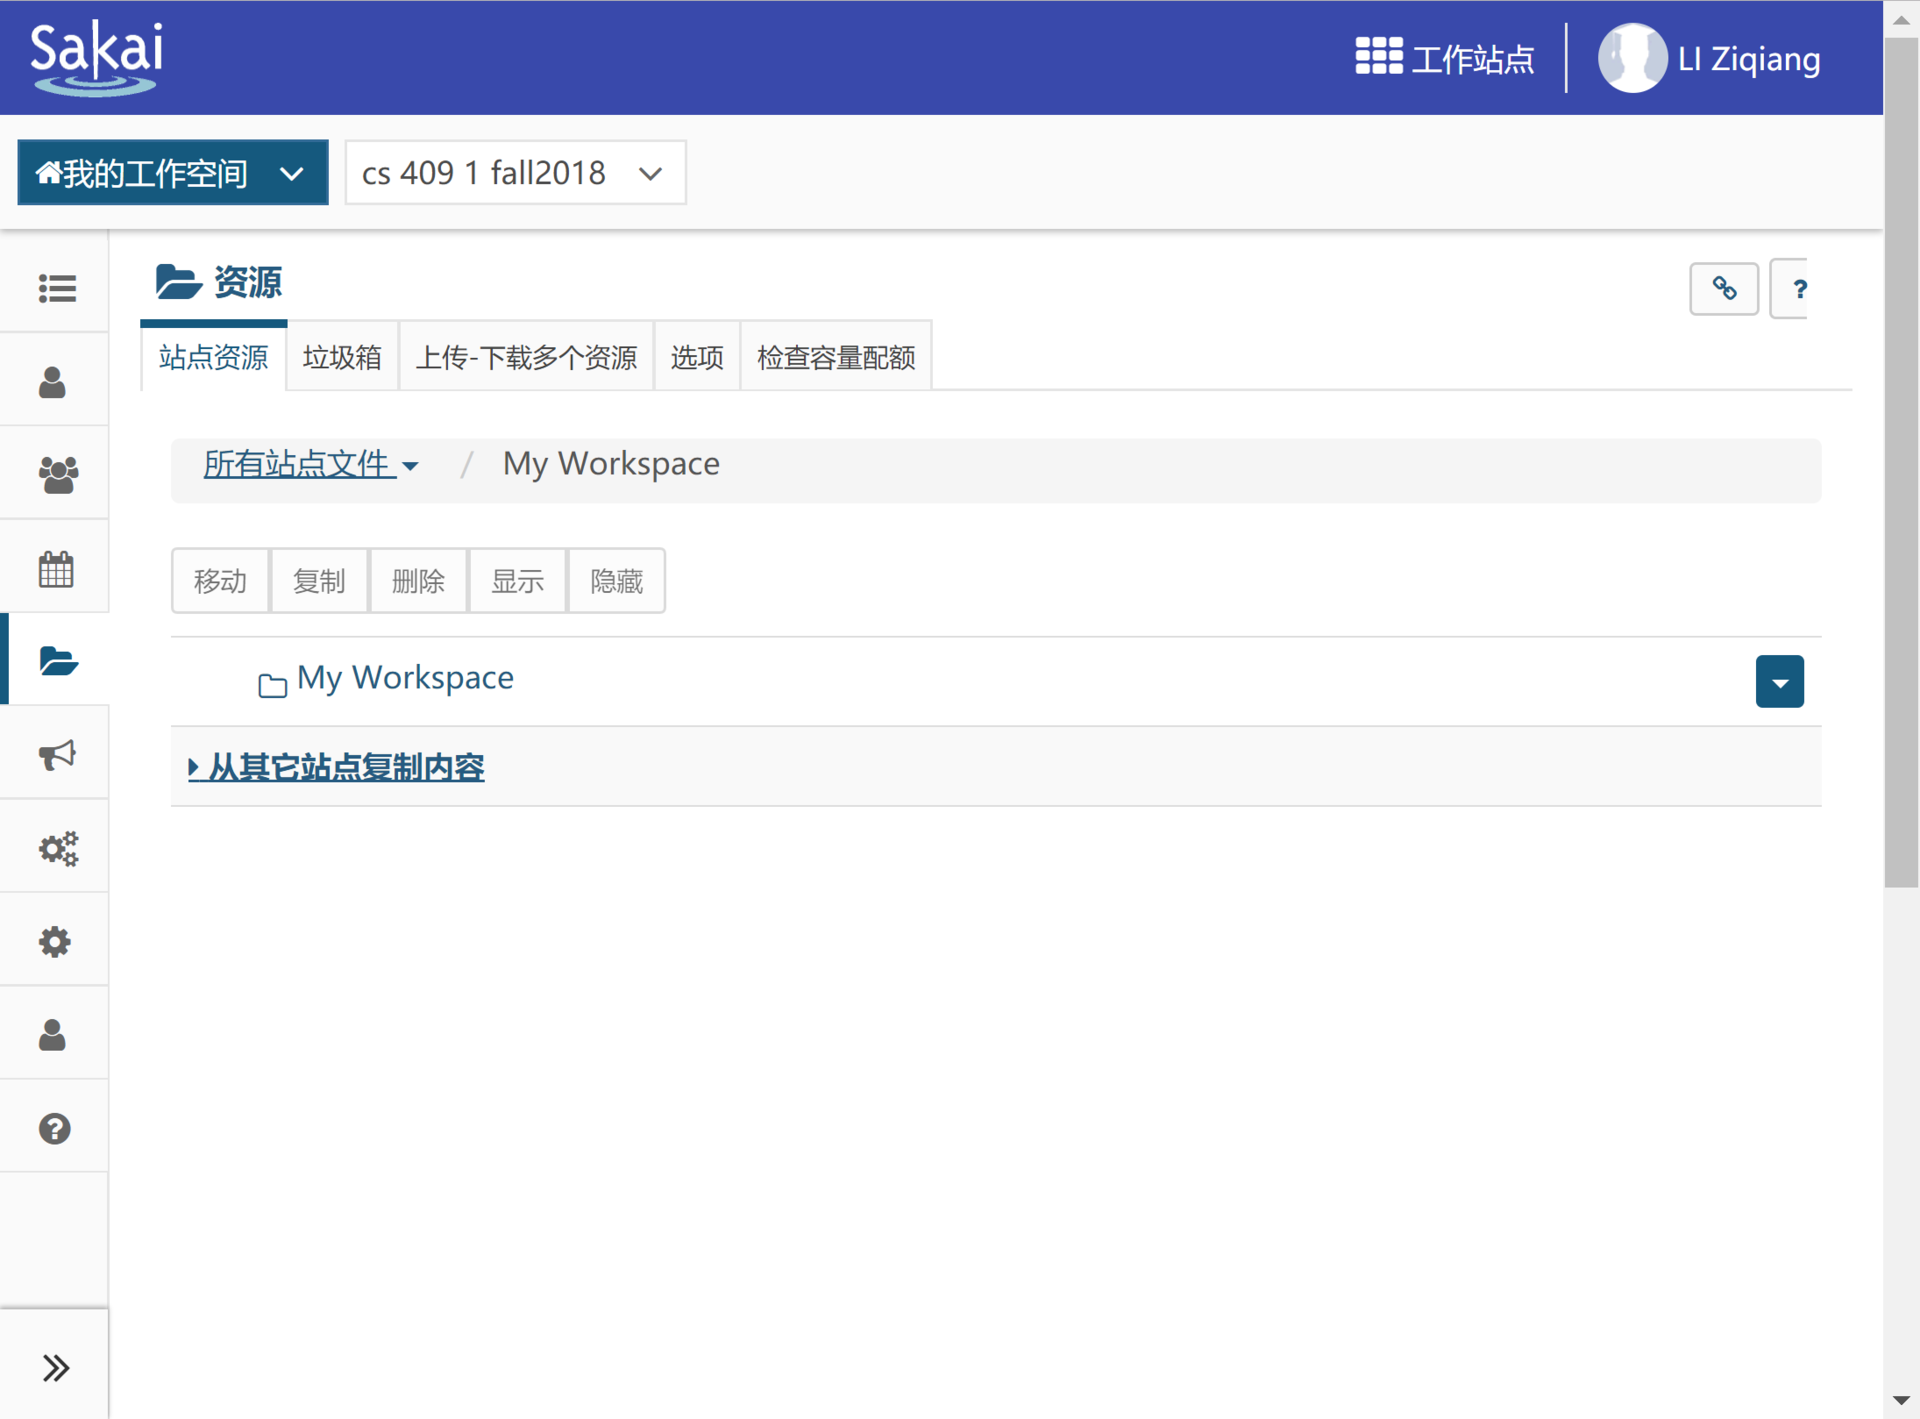 Sakai
工作站点
LI Ziqiang
我的工作空间
cs 409 1 fall2018
资源
?
站点资源
垃圾箱
上传-下载多个资源
选项
检查容量配额
所有站点文件 / My Workspace
移动
复制
删除
显示
隐藏
My Workspace
从其它站点复制内容